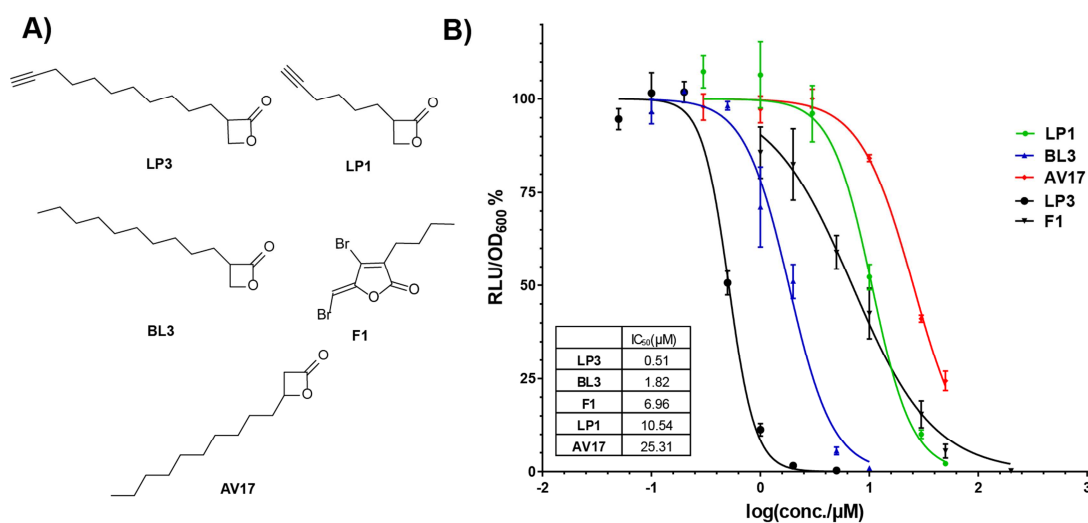 A)
O
O
LP3
O
O
LP1
O
O
BL3
Br
O
O
Br
F1
O
O
AV17
B)
RLU/OD600 %
100
75
50
25
0
-2
-1
0
1
2
3
log(conc./µM)
LP1
BL3
AV17
LP3
F1
IC50(µM)
LP3 0.51
BL3 1.82
F1 6.96
LP1 10.54
AV17 25.31